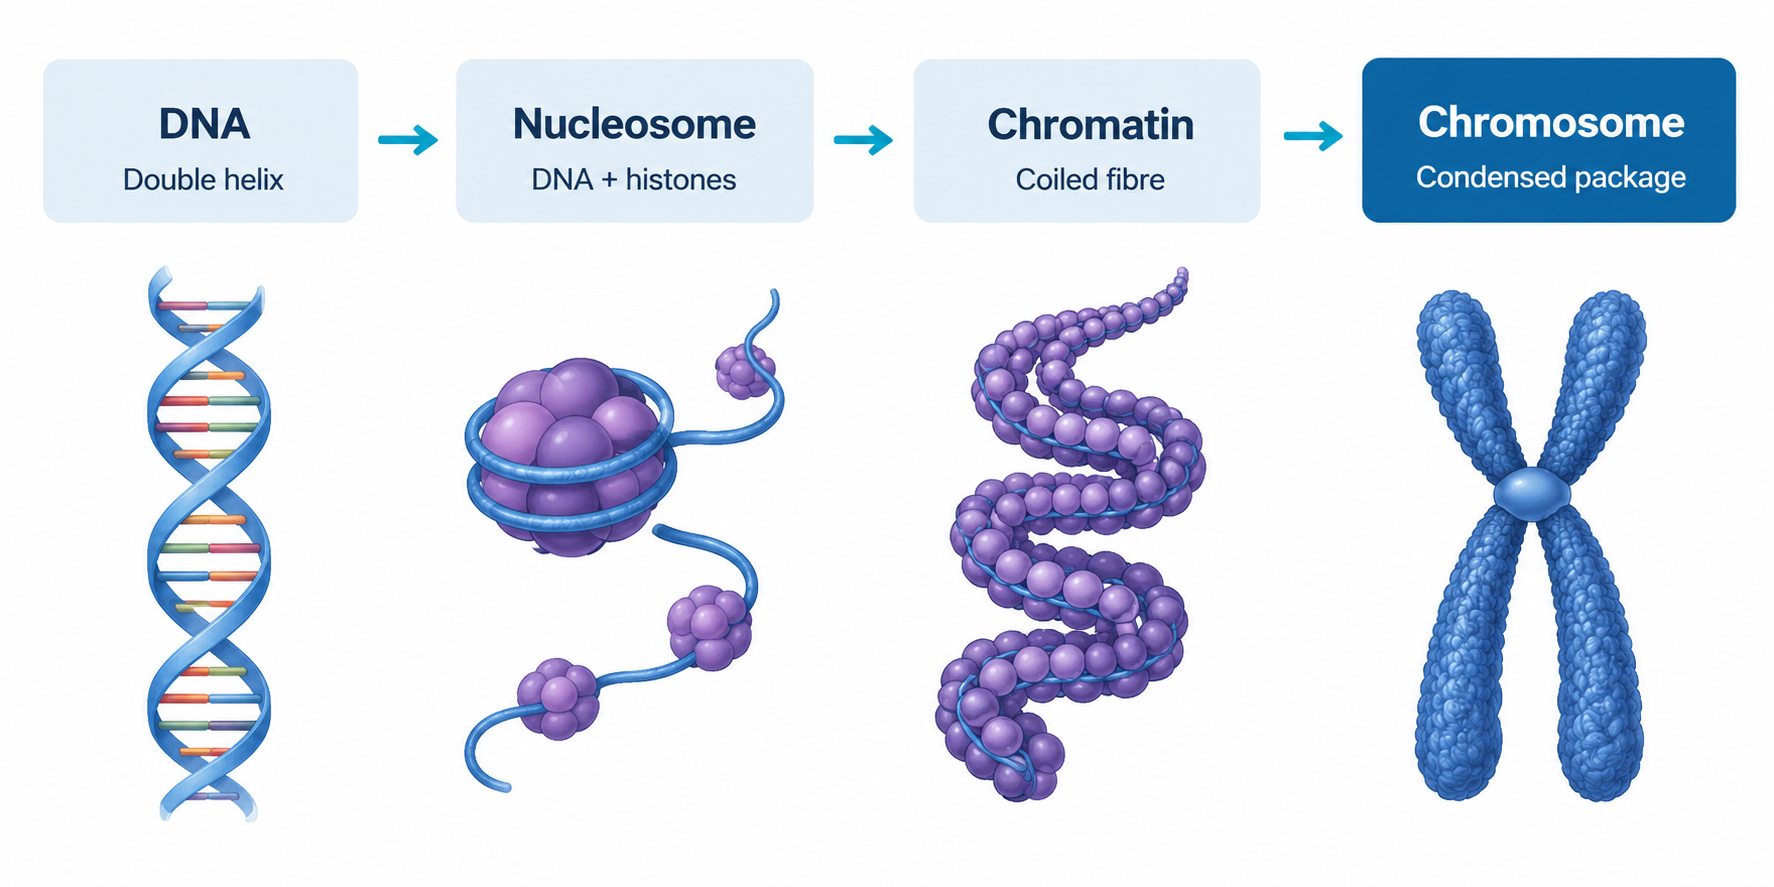 DNA
Double helix
Nucleosome
DNA + histones
Chromatin
Coiled fibre
Chromosome
Condensed package